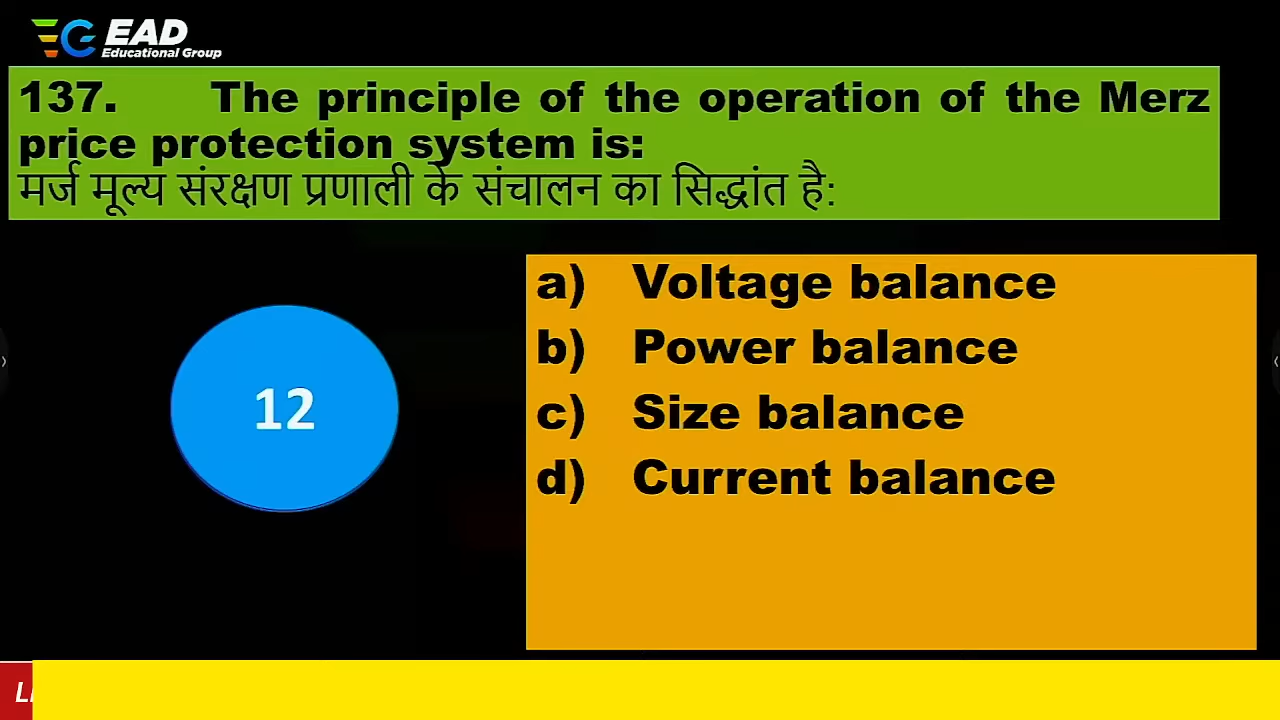 EAD
Educational Group
137. The principle of the operation of the Merz
price protection system is:
मर्ज मूल्य संरक्षण प्रणाली के संचालन का सिद्धांत है:
a) Voltage balance
b) Power balance
c) Size balance
d) Current balance
12